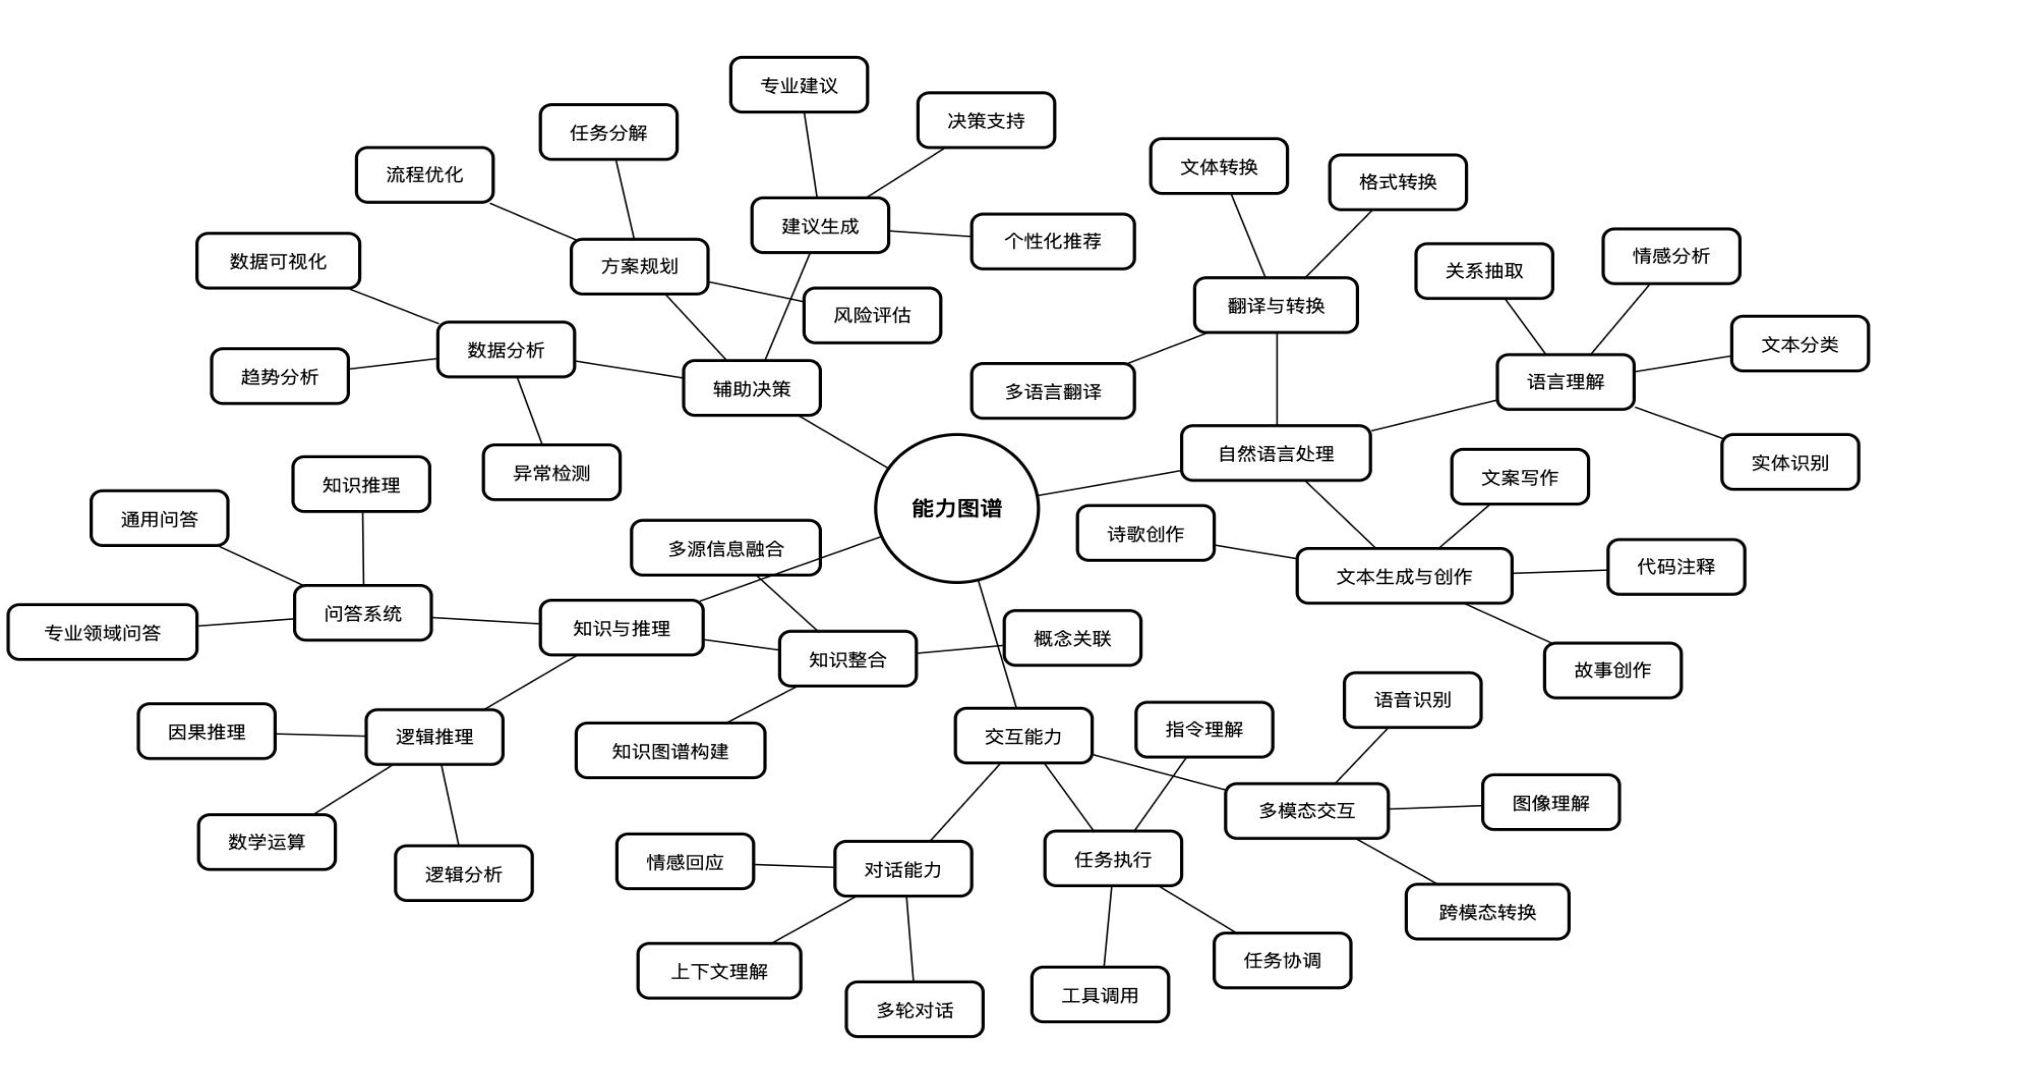 专业建议
决策支持
任务分解
流程优化
文体转换
格式转换
建议生成
个性化推荐
数据可视化
方案规划
关系抽取
情感分析
翻译与转换
风险评估
数据分析
文本分类
趋势分析
辅助决策
多语言翻译
语言理解
自然语言处理
实体识别
异常检测
知识推理
文案写作
通用问答
能力图谱
诗歌创作
多源信息融合
代码注释
文本生成与创作
问答系统
专业领域问答
知识与推理
概念关联
知识整合
故事创作
语音识别
因果推理
逻辑推理
知识图谱构建
交互能力
指令理解
图像理解
多模态交互
数学运算
逻辑分析
情感回应
对话能力
任务执行
跨模态转换
上下文理解
任务协调
工具调用
多轮对话